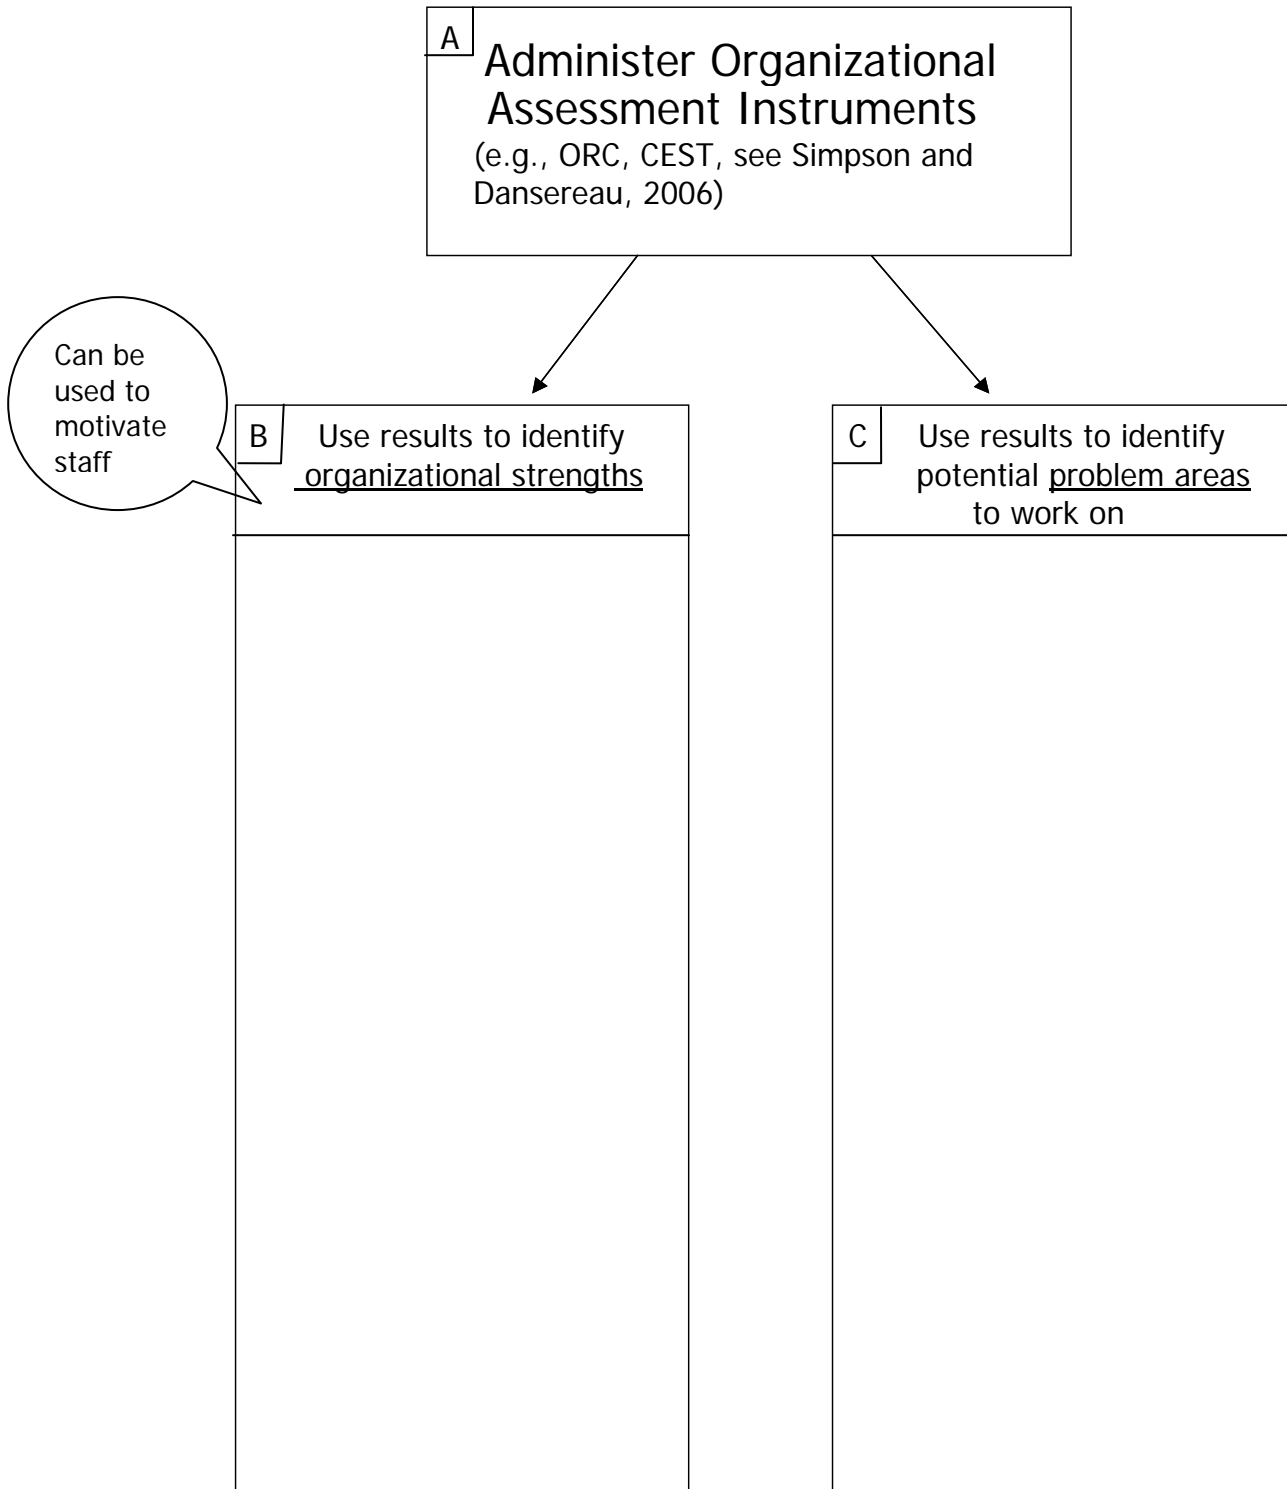 A
Administer Organizational
Assessment Instruments
(e.g., ORC, CEST, see Simpson and
Dansereau, 2006)
Can be
used to
motivate
staff
B
Use results to identify
organizational strengths
C
Use results to identify
potential problem areas
to work on